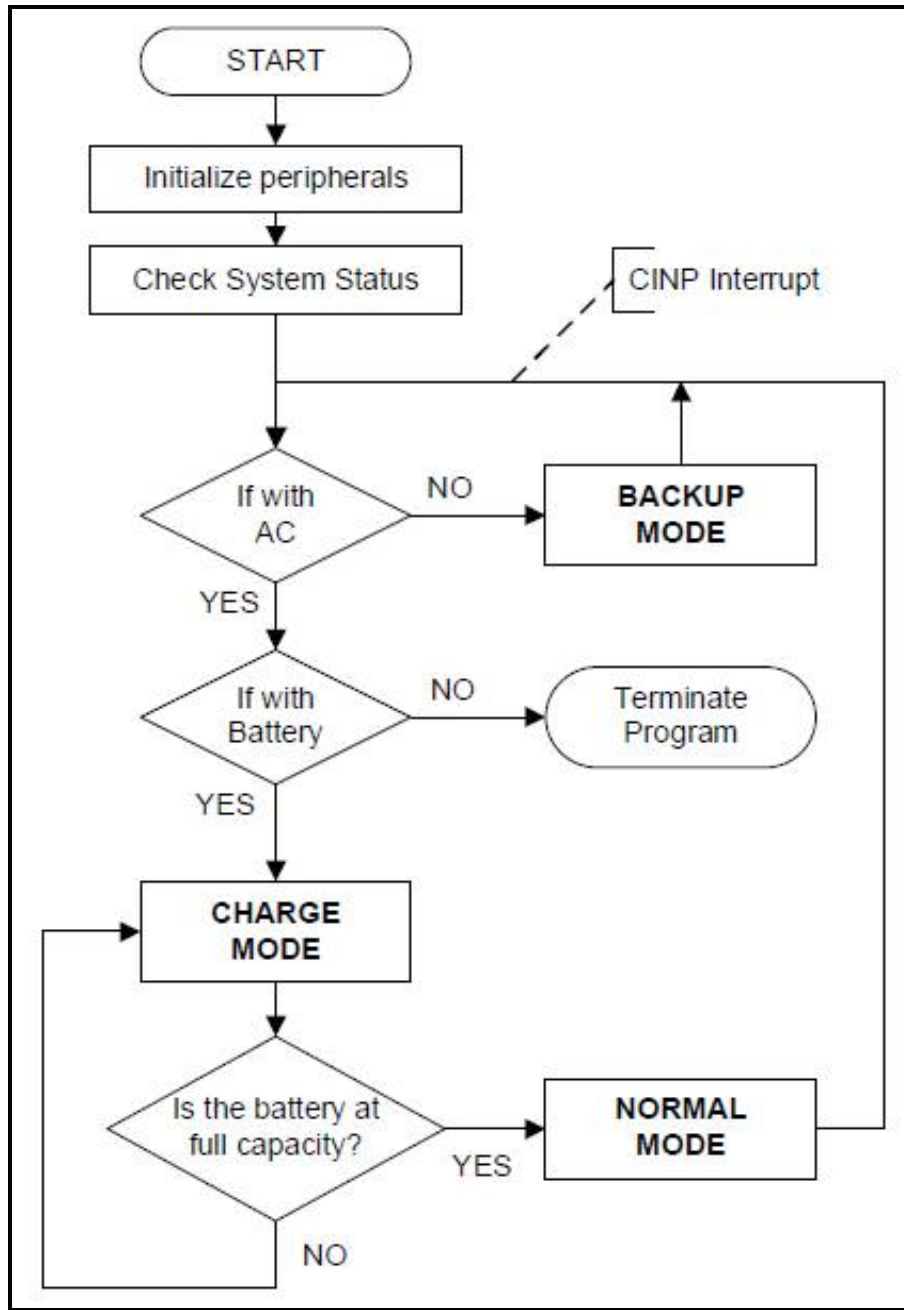 START
Initialize peripherals
Check System Status
CINP Interrupt
If with
AC
NO
BACKUP
MODE
YES
If with
Battery
NO
Terminate
Program
YES
CHARGE
MODE
Is the battery at
full capacity?
YES
NORMAL
MODE
NO